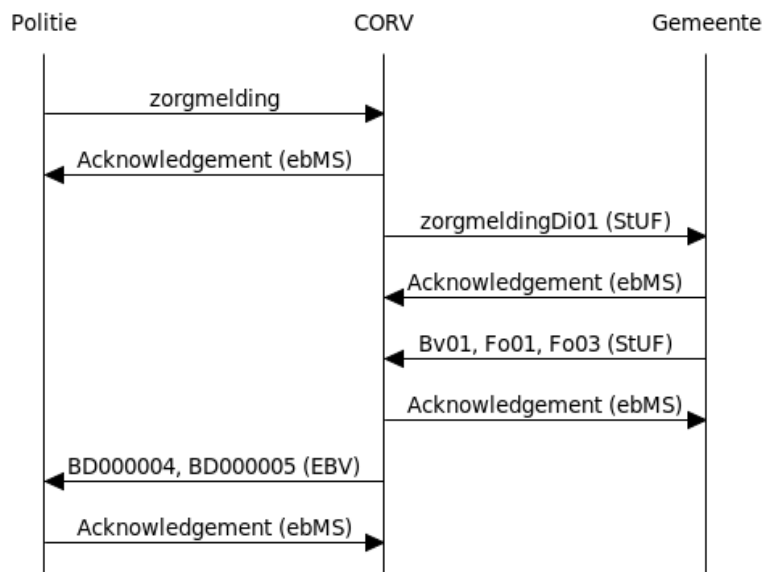 Politie CORV Gemeente
zorgmelding
Acknowledgement (ebMS)
zorgmeldingDi01 (StUF)
Acknowledgement (ebMS)
Bv01, Fo01, Fo03 (StUF)
Acknowledgement (ebMS)
BD000004, BD000005 (EBV)
Acknowledgement (ebMS)